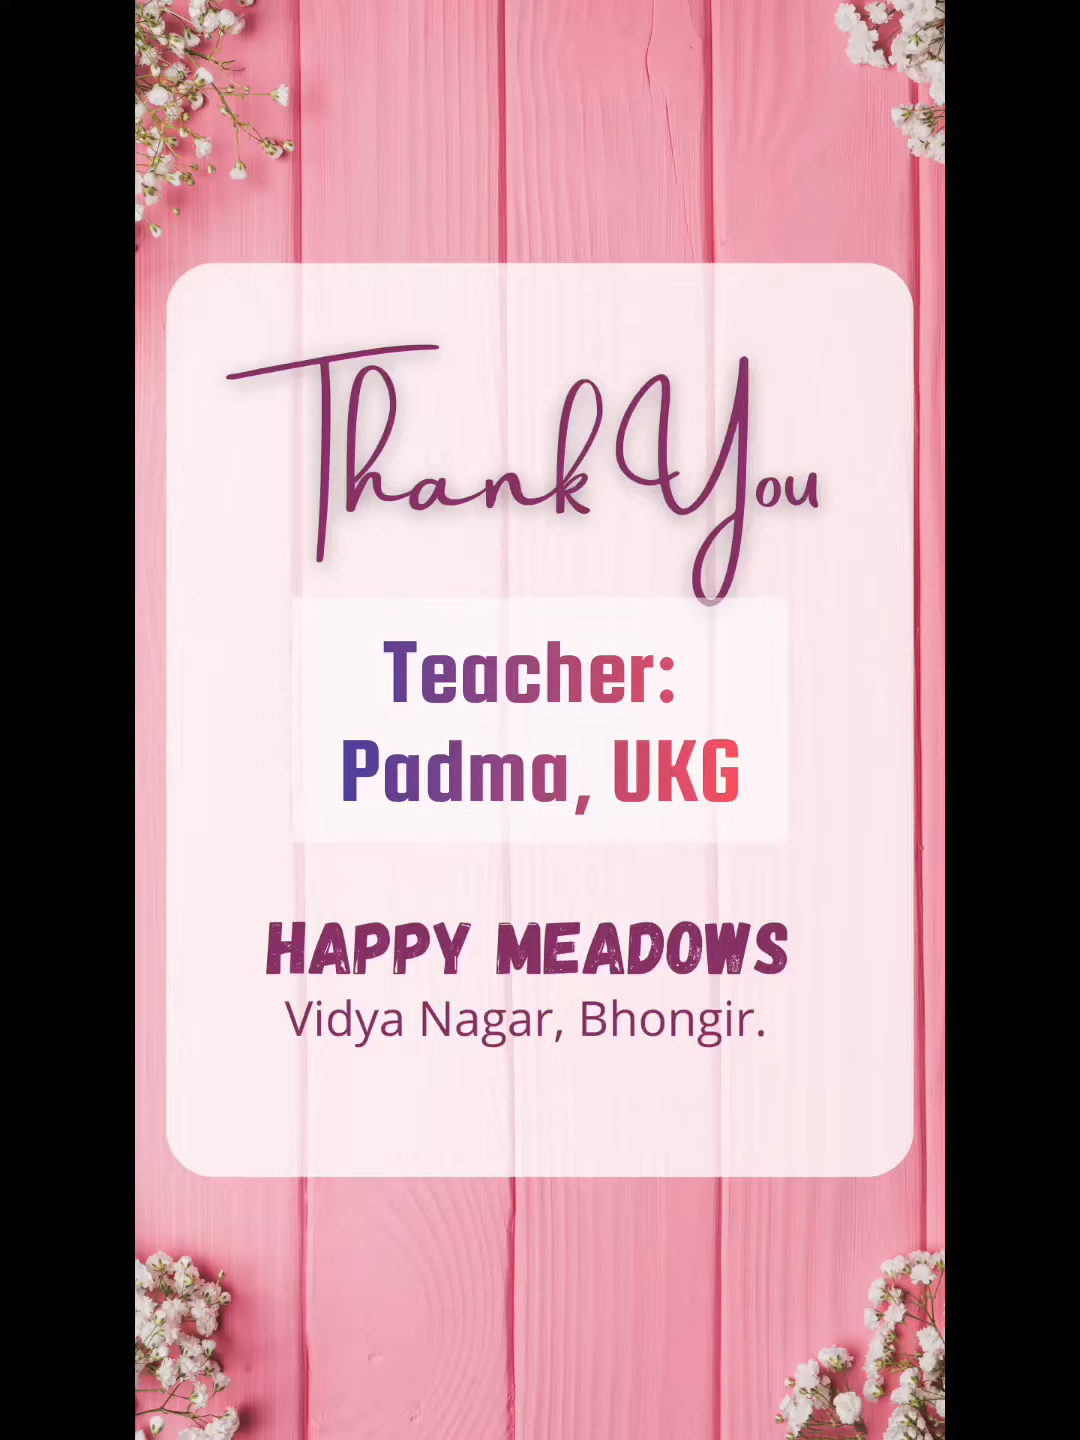 Thank You
Teacher:
Padma, UKG
HAPPY MEADOWS
Vidya Nagar, Bhongir.